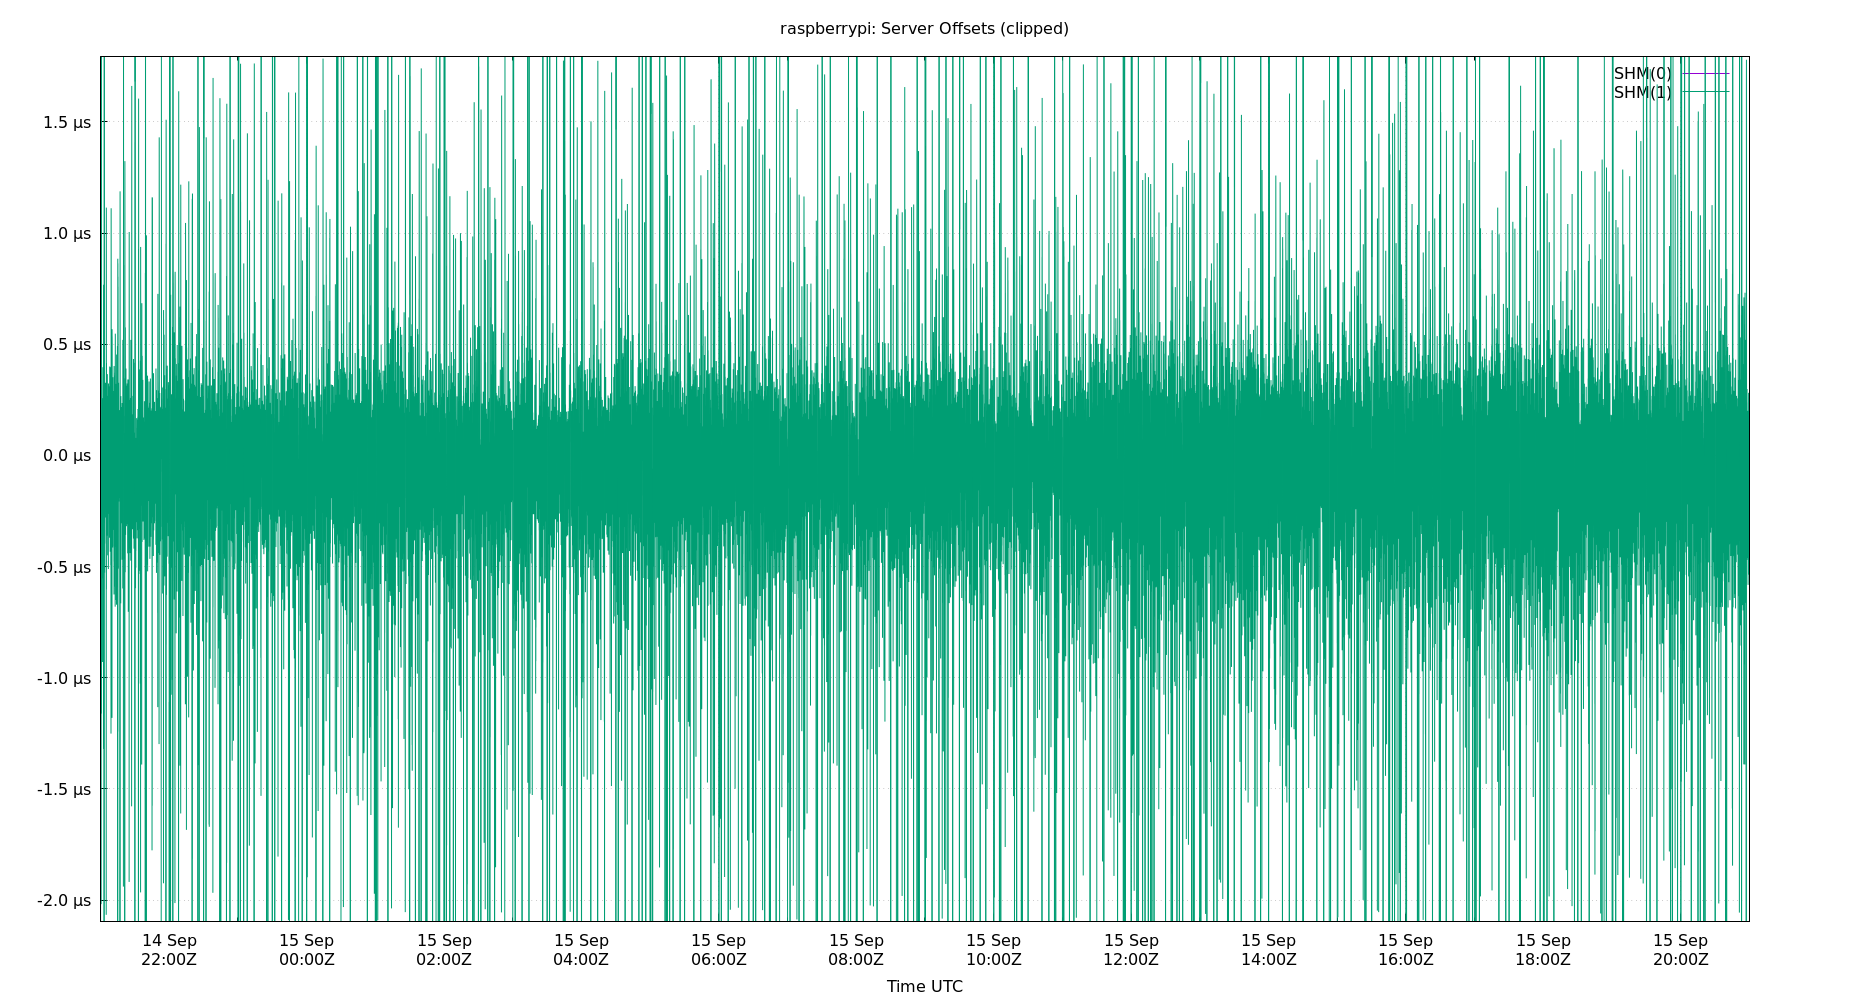 raspberrypi: Server Offsets (clipped)
SHM(0)
SHM(1)
1.5 µs
1.0 µs
0.5 µs
0.0 µs
-0.5 µs
-1.0 µs
-1.5 µs
-2.0 µs
14 Sep 15 Sep 15 Sep 15 Sep 15 Sep 15 Sep 15 Sep 15 Sep 15 Sep 15 Sep 15 Sep 15 Sep
22:00Z 00:00Z 02:00Z 04:00Z 06:00Z 08:00Z 10:00Z 12:00Z 14:00Z 16:00Z 18:00Z 20:00Z
Time UTC